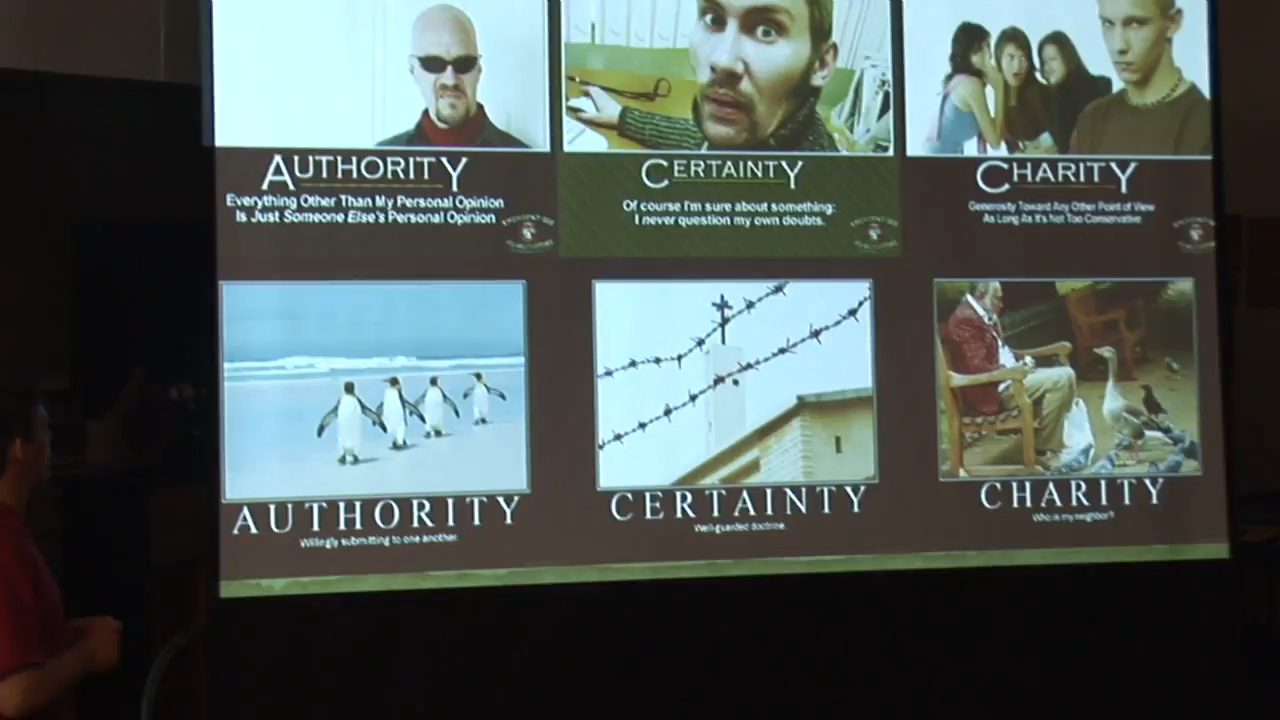 AUTHORITY
Everything Other Than My Personal Opinion
Is Just Someone Else's Personal Opinion
CERTAINTY
Of course I'm sure about something:
I never question my own doubts.
CHARITY
Generosity Toward Any Other Point of View
As Long As It's Not Too Conservative
AUTHORITY
Willingly submitting to one another.
CERTAINTY
Well-guarded doctrine.
CHARITY
Who is my neighbor?